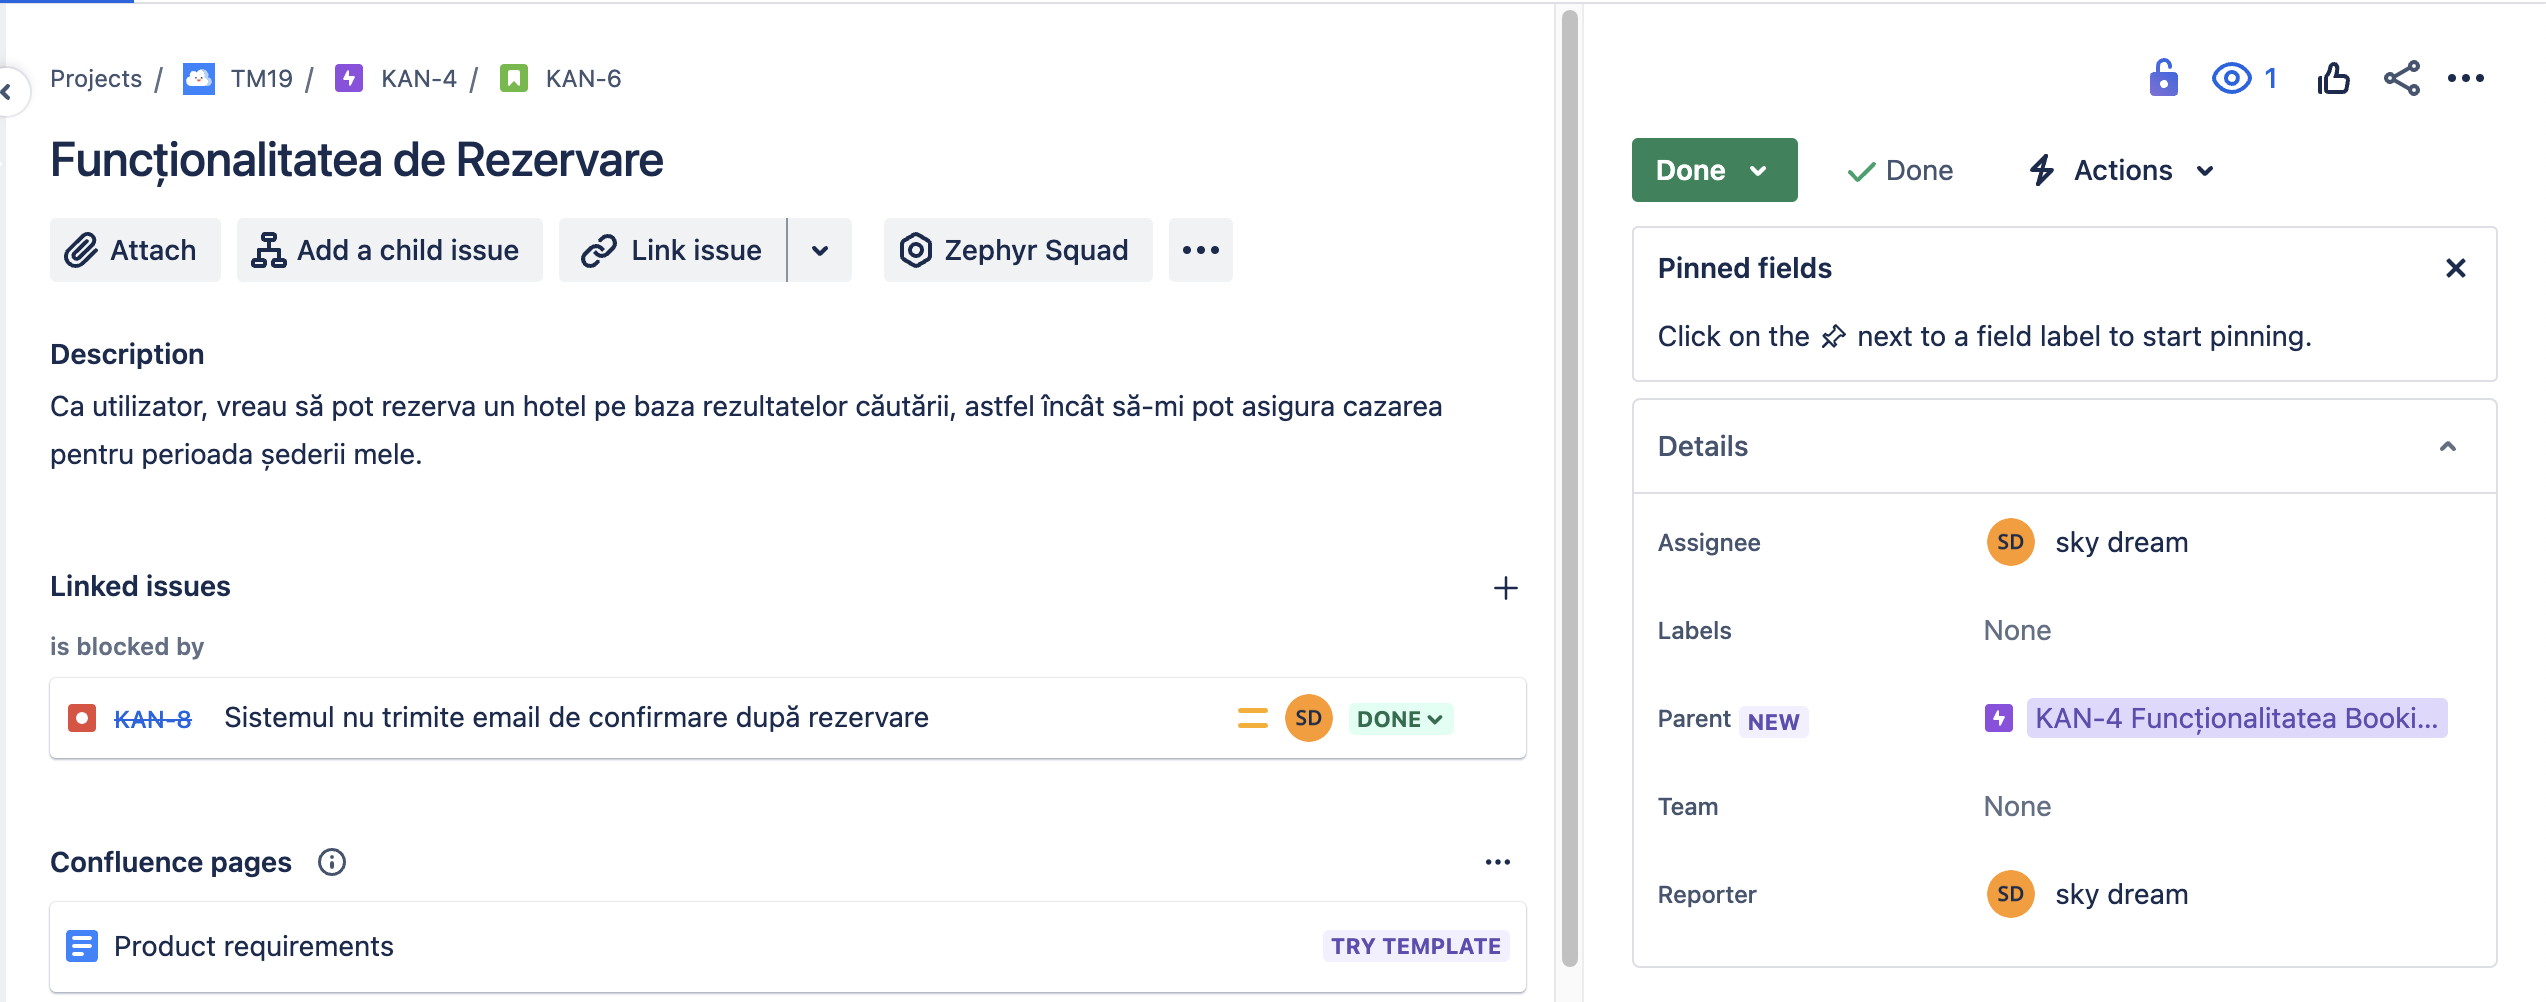 Projects / TM19 / KAN-4 / KAN-6
Funcționalitatea de Rezervare
Attach Add a child issue Link issue Zephyr Squad
Description
Ca utilizator, vreau să pot rezerva un hotel pe baza rezultatelor căutării, astfel încât să-mi pot asigura cazarea
pentru perioada șederii mele.
Linked issues
is blocked by
KAN-8 Sistemul nu trimite email de confirmare după rezervare SD DONE
Confluence pages
Product requirements TRY TEMPLATE
1
Done Done Actions
Pinned fields
Click on the next to a field label to start pinning.
Details
Assignee SD sky dream
Labels None
Parent NEW KAN-4 Funcționalitatea Booki...
Team None
Reporter SD sky dream